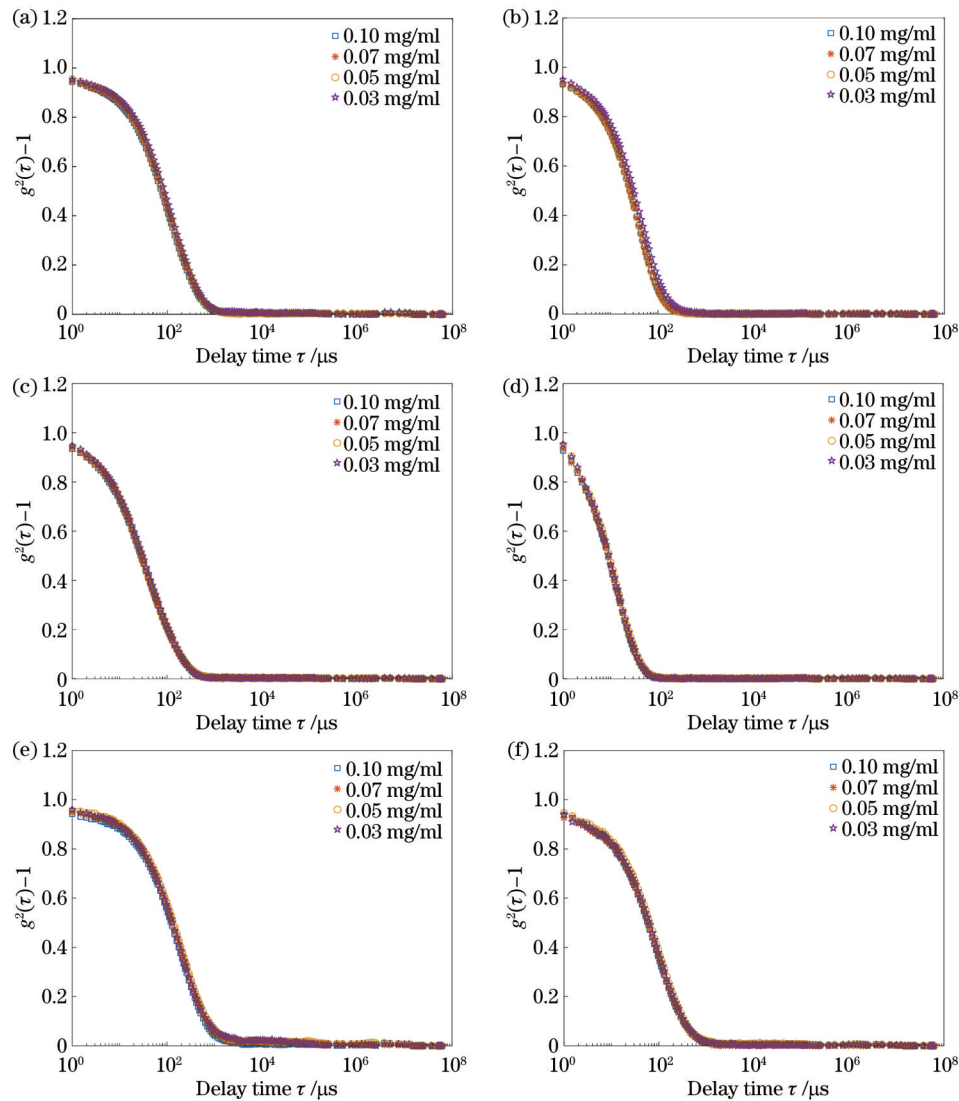 (a)
1.2
1.0
0.8
0.6
0.4
0.2
0
g²(τ)−1
0.10 mg/ml
0.07 mg/ml
0.05 mg/ml
0.03 mg/ml
10⁰ 10² 10⁴ 10⁶ 10⁸
Delay time τ /μs
(b)
1.2
1.0
0.8
0.6
0.4
0.2
0
g²(τ)−1
0.10 mg/ml
0.07 mg/ml
0.05 mg/ml
0.03 mg/ml
10⁰ 10² 10⁴ 10⁶ 10⁸
Delay time τ /μs
(c)
1.2
1.0
0.8
0.6
0.4
0.2
0
g²(τ)−1
0.10 mg/ml
0.07 mg/ml
0.05 mg/ml
0.03 mg/ml
10⁰ 10² 10⁴ 10⁶ 10⁸
Delay time τ /μs
(d)
1.2
1.0
0.8
0.6
0.4
0.2
0
g²(τ)−1
0.10 mg/ml
0.07 mg/ml
0.05 mg/ml
0.03 mg/ml
10⁰ 10² 10⁴ 10⁶ 10⁸
Delay time τ /μs
(e)
1.2
1.0
0.8
0.6
0.4
0.2
0
g²(τ)−1
0.10 mg/ml
0.07 mg/ml
0.05 mg/ml
0.03 mg/ml
10⁰ 10² 10⁴ 10⁶ 10⁸
Delay time τ /μs
(f)
1.2
1.0
0.8
0.6
0.4
0.2
0
g²(τ)−1
0.10 mg/ml
0.07 mg/ml
0.05 mg/ml
0.03 mg/ml
10⁰ 10² 10⁴ 10⁶ 10⁸
Delay time τ /μs